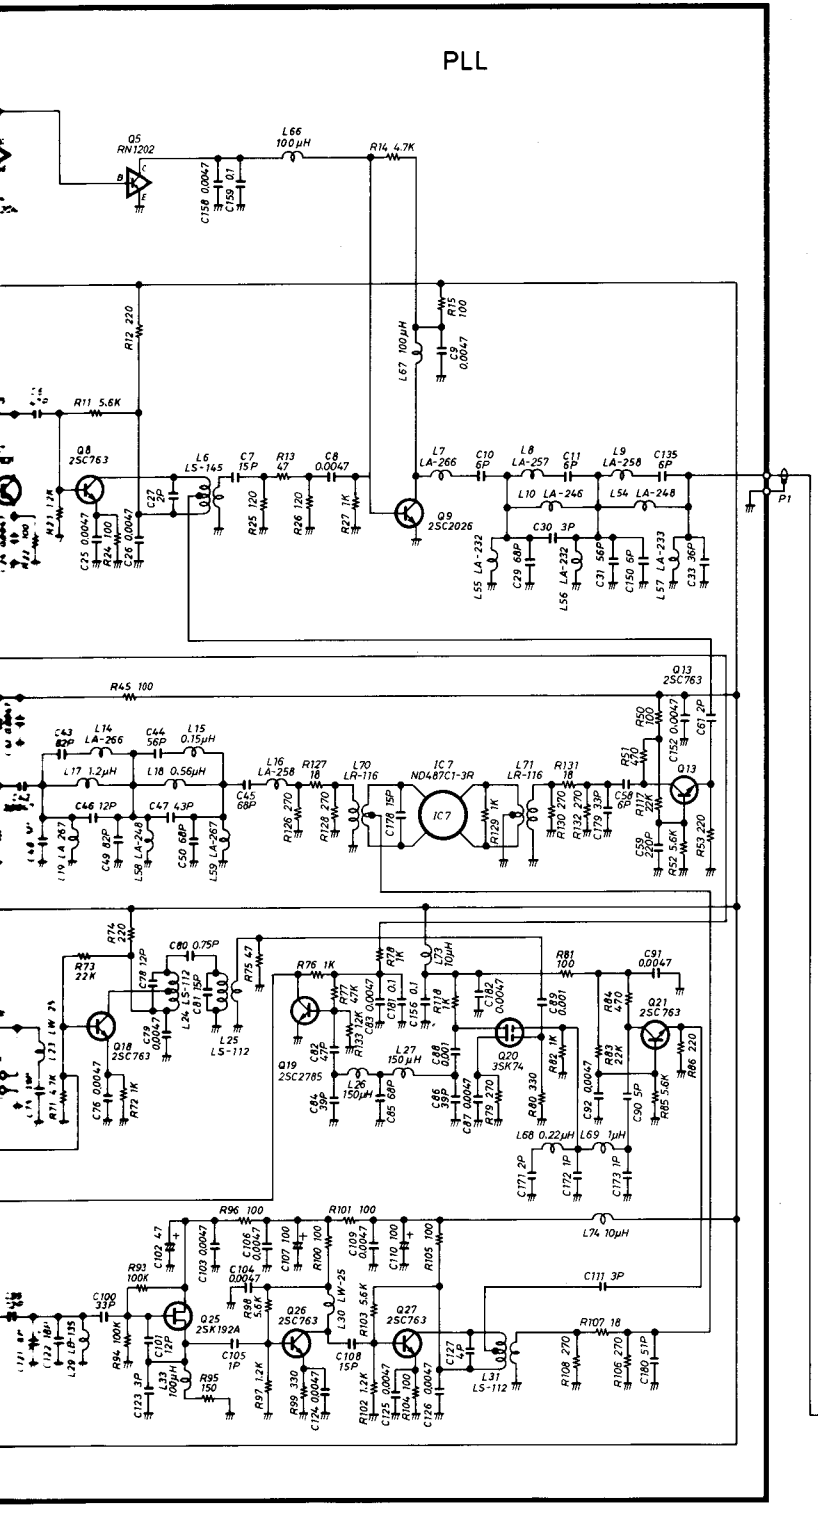 PLL
Q5
RN1202
B
C
E
L66
100µH
R14 4.7K
C158 0.0047
C159 0.1
R12 220
R15
100
L67 100µH
C9
0.0047
R11 5.6K
Q8
2SC763
L6
LS-145
C7
15P
R13
47
C8
0.0047
L7
LA-266
C10
6P
L8
LA-257
C11
6P
L9
LA-258
C135
6P
L10 LA-246
L54 LA-248
P1
C27
2P
R25 120
R26 120
R27 1K
Q9
2SC2026
C30 3P
C25 0.0047
R24 100
C26 0.0047
L55 LA-232
C29 68P
L56 LA-232
C31 56P
C150 6P
L57 LA-233
C33 36P
R45 100
Q13
2SC763
R50
100
C152 0.0047
C61 2P
C43
82P
L14
LA-266
C44
56P
L15
0.15µH
L17 1.2µH
L18 0.56µH
L16
LA-258
C45
68P
R127
18
L70
LR-116
IC7
ND487C1-3R
L71
LR-116
R131
18
R51
470
Q13
C46 12P
C47 43P
R126 270
R128 270
C178 15P
IC7
R129 1K
R130 270
R132 270
C179 33P
C58
6P
R117
22K
L19 LA-267
C49 82P
L58 LA-248
C50 68P
L59 LA-267
C59
220P
R52 5.6K
R53 220
R74
220
C80 0.75P
R73
22K
C78 12P
L24 LS-112
C81 15P
R75 47
R76 1K
R78
1K
L73
10µH
R81
100
C91
0.0047
R77
47K
C83 0.0047
C181 0.1
C156 0.1
R118
1K
C182
0.0047
C89
0.001
R84
470
Q21
2SC763
Q18
2SC763
C79
0.0047
L25
LS-112
R133 12K
C82
27P
Q19
2SC2785
L27
150µH
C88
0.001
Q20
3SK74
R82 1K
R83
22K
R86 220
R71 4.7K
C76 0.0047
R72 1K
L26
150µH
C84
39P
C85 68P
C86
39P
C87 0.0047
R79 270
R80 330
C92 0.0047
C90 5P
R85 5.6K
L68 0.22µH
L69 1µH
C171 2P
C172 1P
C173 1P
R96 100
R101 100
L74 10µH
C102 47
C103 0.0047
C106
0.0047
C107 100
R100 100
C109
0.0047
C110 100
R105 100
R93
100K
C104
0.0047
C111 3P
C100
33P
Q25
2SK192A
R98
5.6K
Q26
2SC763
L30 LW-25
R103 5.6K
Q27
2SC763
R107 18
L29 LB-135
R94 100K
C101
12P
C105
1P
C108
15P
C127
4P
L31
LS-112
R108 270
R106 270
C180 51P
C123 3P
L33
100µH
R95
150
R97 1.2K
R99 330
C124 0.0047
R102 1.2K
C125 0.0047
R104 100
C126 0.0047